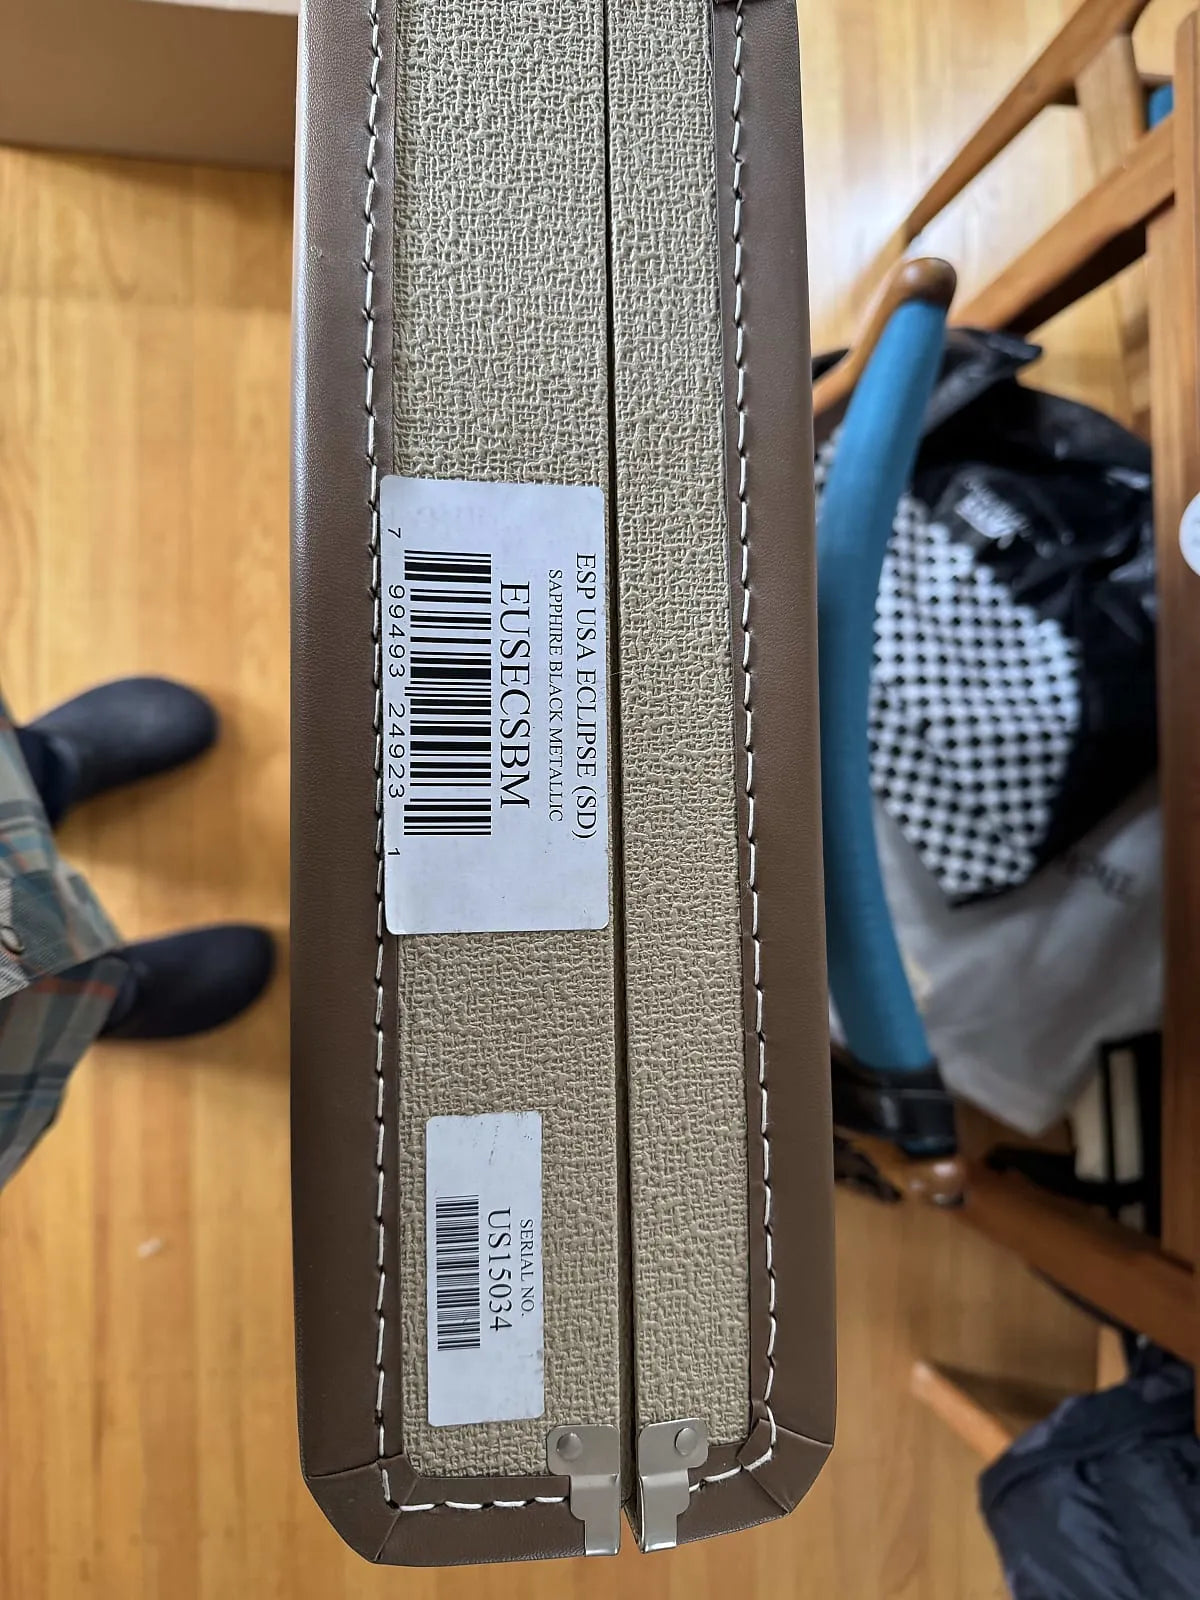 ESP USA ECLIPSE (SD)
SAPPHIRE BLACK METALLIC
EUSECSBM
7 99493 24923 1
SERIAL NO.
US15034